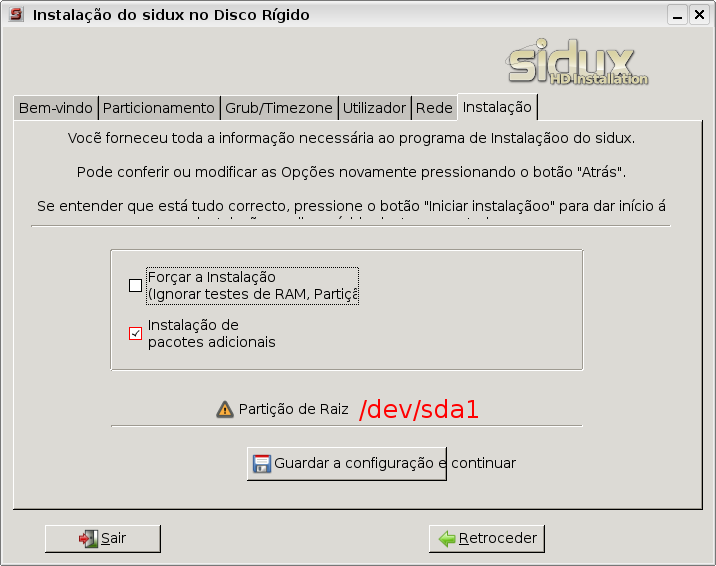 Instalação do sidux no Disco Rígido
sidux
HD-Installation
Bem-vindo Particionamento Grub/Timezone Utilizador Rede Instalação
Você forneceu toda a informação necessária ao programa de Instalaçãoo do sidux.
Pode conferir ou modificar as Opções novamente pressionando o botão "Atrás".
Se entender que está tudo correcto, pressione o botão "Iniciar instalaçãoo" para dar início á
Forçar a Instalação
(Ignorar testes de RAM, Partiçã
Instalação de
pacotes adicionais
Partição de Raiz /dev/sda1
Guardar a configuração e continuar
Sair Retroceder